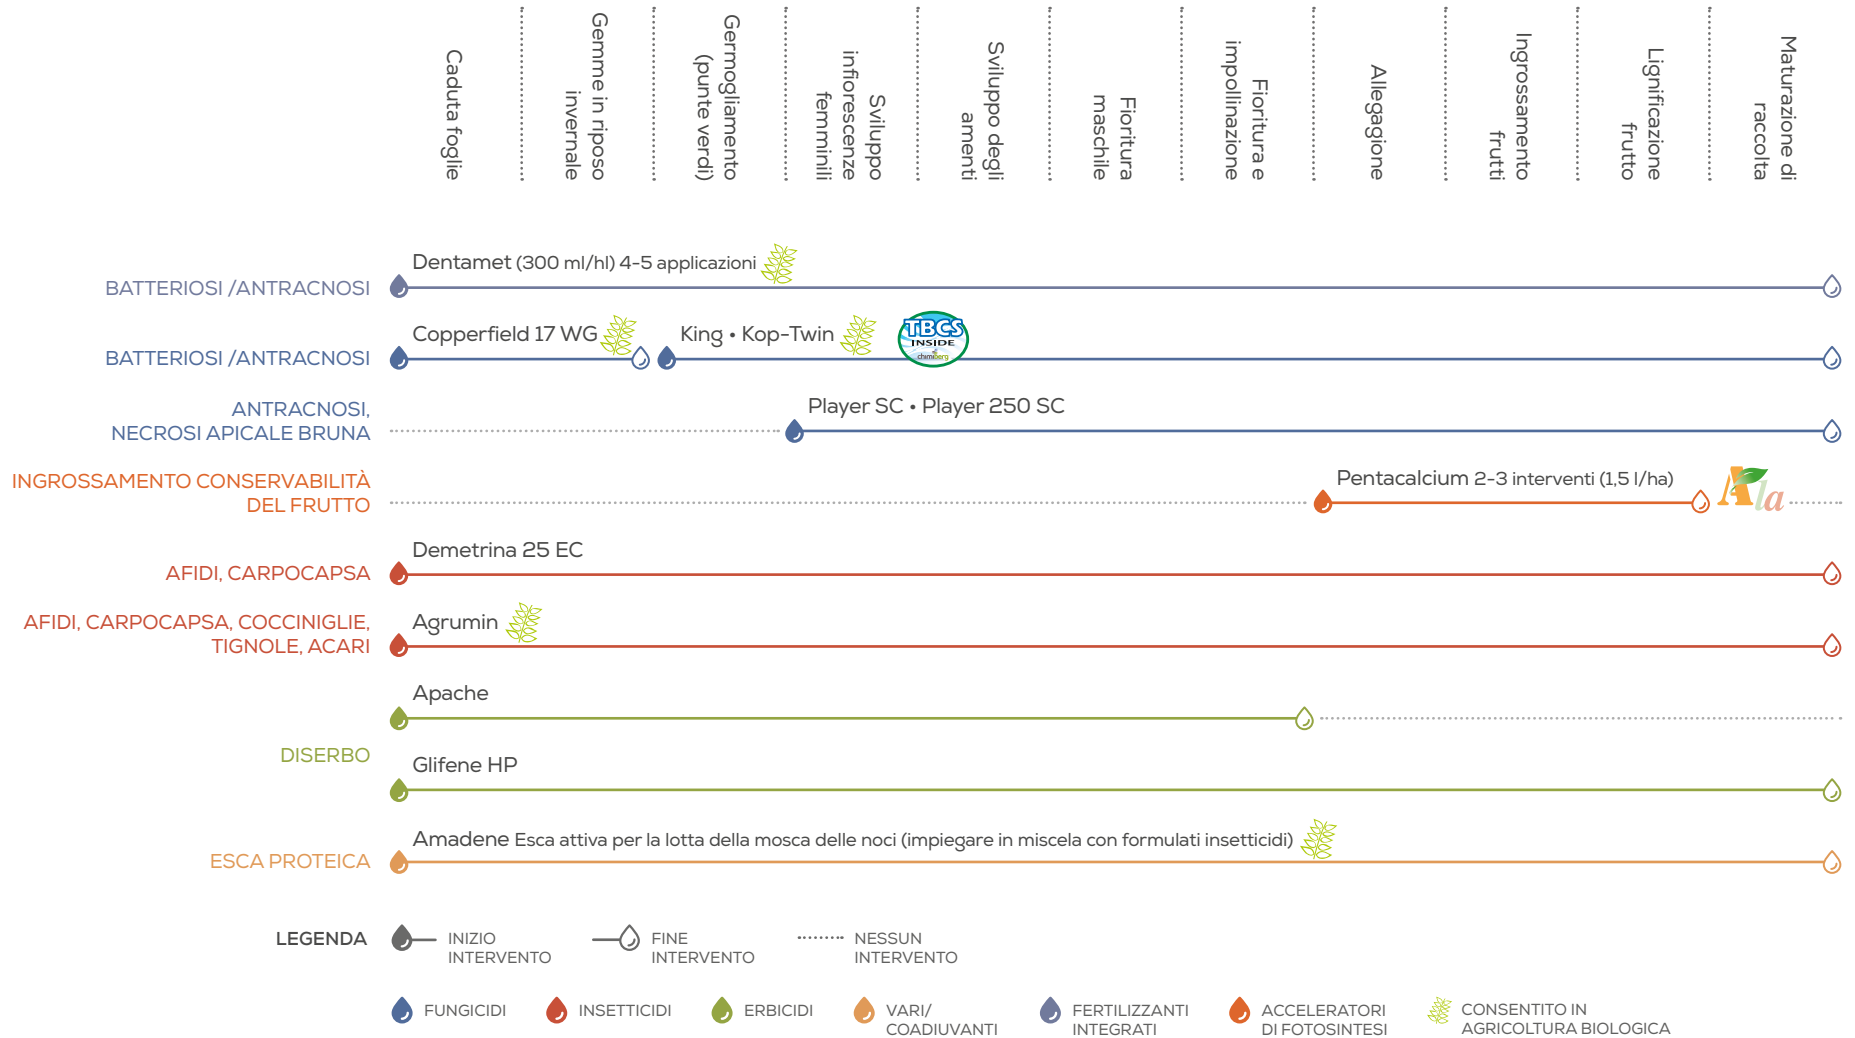 Caduta foglie
Gemme in riposo
invernale
Germogliamento
(punte verdi)
Sviluppo
infiorescenze
femminili
Sviluppo degli
amenti
Fioritura
maschile
Fioritura e
impollinazione
Allegagione
Ingrossamento
frutti
Lignificazione
frutto
Maturazione di
raccolta
BATTERIOSI /ANTRACNOSI
Dentamet (300 ml/hl) 4-5 applicazioni
BATTERIOSI /ANTRACNOSI
Copperfield 17 WG
King • Kop-Twin
TBCS
INSIDE
chimiberg
ANTRACNOSI,
NECROSI APICALE BRUNA
Player SC • Player 250 SC
INGROSSAMENTO CONSERVABILITÀ
DEL FRUTTO
Pentacalcium 2-3 interventi (1,5 l/ha)
Ala
AFIDI, CARPOCAPSA
Demetrina 25 EC
AFIDI, CARPOCAPSA, COCCINIGLIE,
TIGNOLE, ACARI
Agrumin
DISERBO
Apache
Glifene HP
ESCA PROTEICA
Amadene Esca attiva per la lotta della mosca delle noci (impiegare in miscela con formulati insetticidi)
LEGENDA
INIZIO
INTERVENTO
FINE
INTERVENTO
NESSUN
INTERVENTO
FUNGICIDI
INSETTICIDI
ERBICIDI
VARI/
COADIUVANTI
FERTILIZZANTI
INTEGRATI
ACCELERATORI
DI FOTOSINTESI
CONSENTITO IN
AGRICOLTURA BIOLOGICA